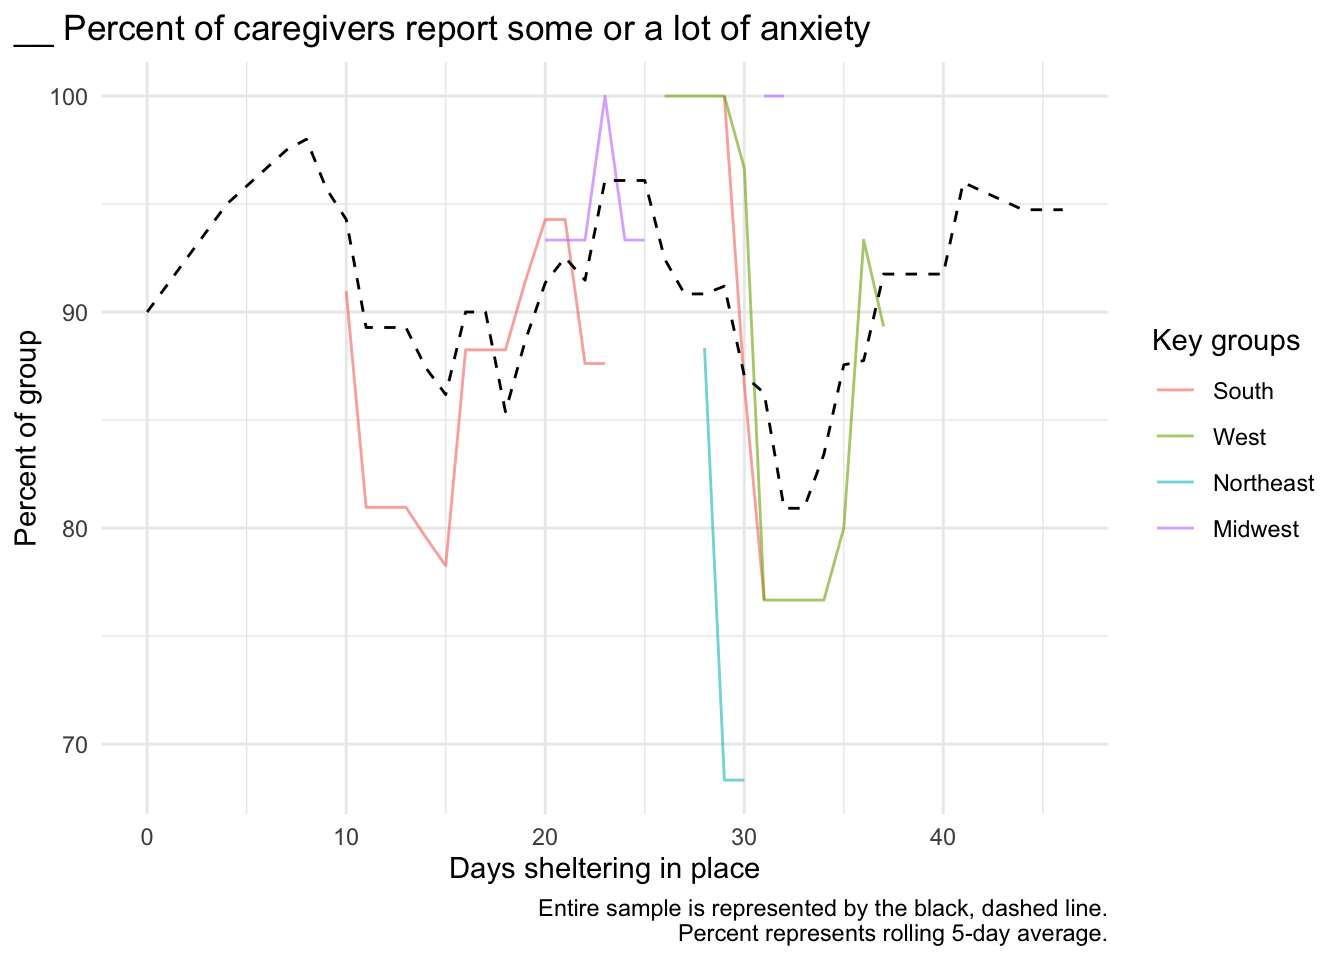 __ Percent of caregivers report some or a lot of anxiety
Percent of group
100
90
80
70
0 10 20 30 40
Days sheltering in place
Key groups
South
West
Northeast
Midwest
Entire sample is represented by the black, dashed line.
Percent represents rolling 5-day average.